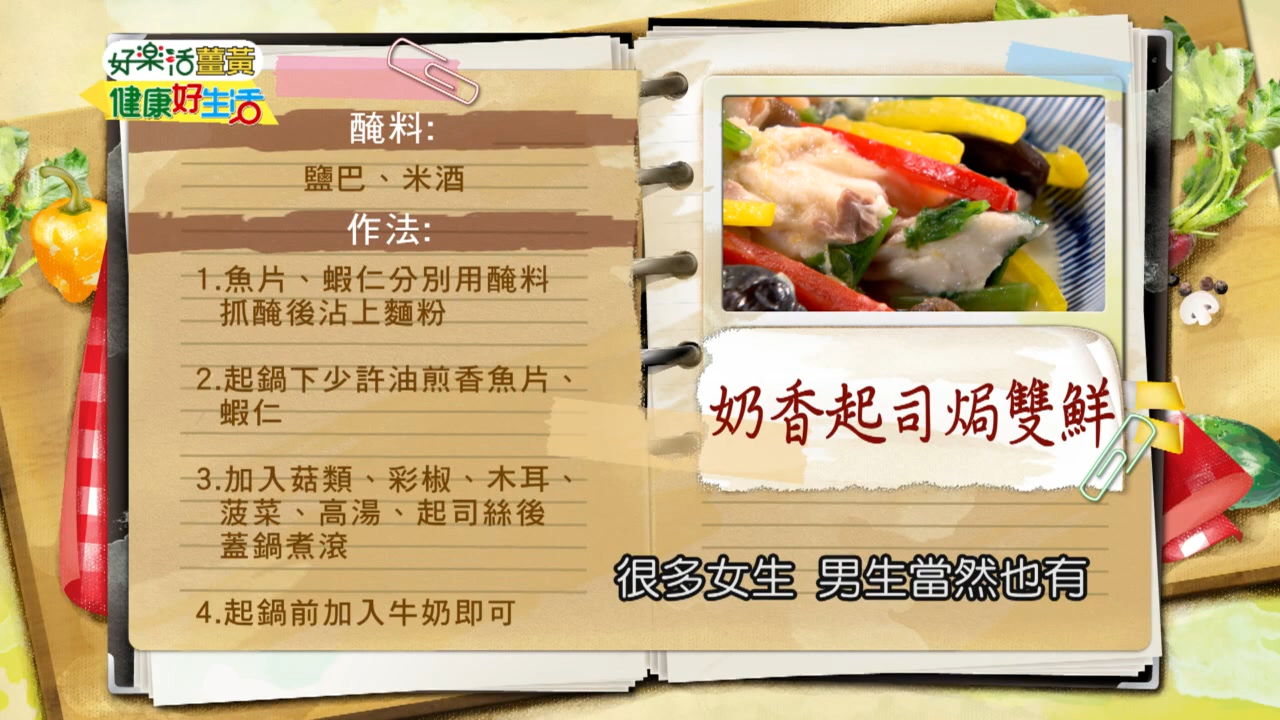 好樂活薑黃
健康好生活
醃料:
鹽巴、米酒
作法:
1.魚片、蝦仁分別用醃料
抓醃後沾上麵粉
2.起鍋下少許油煎香魚片、
蝦仁
3.加入菇類、彩椒、木耳、
菠菜、高湯、起司絲後
蓋鍋煮滾
4.起鍋前加入牛奶即可
奶香起司焗雙鮮
很多女生 男生當然也有